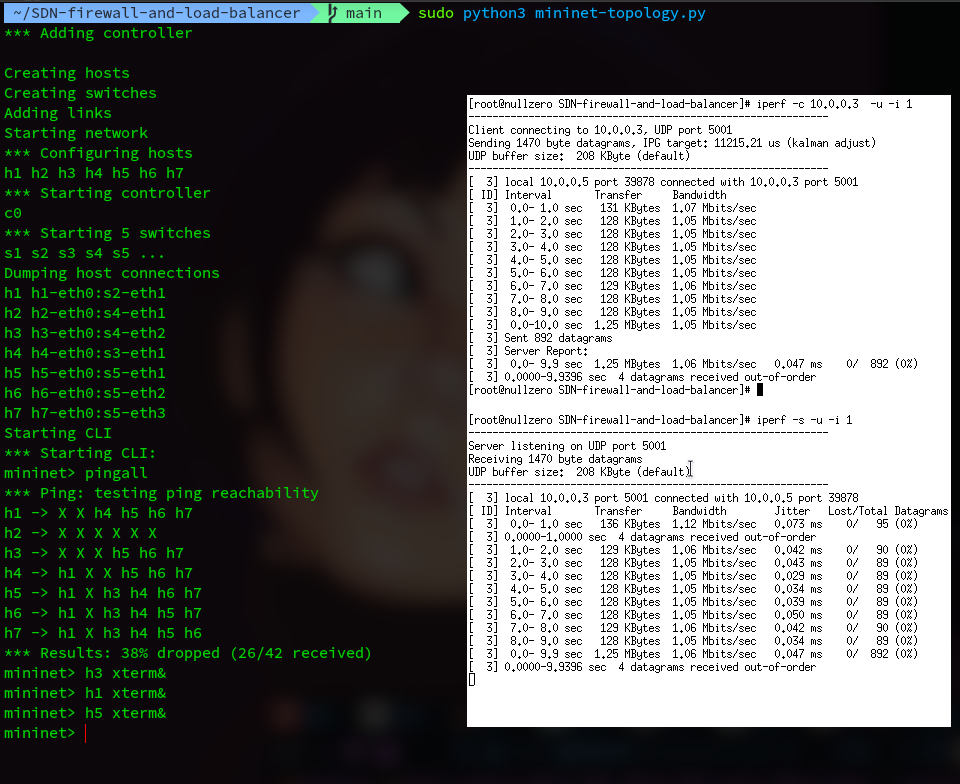 ~/SDN-firewall-and-load-balancer main sudo python3 mininet-topology.py
*** Adding controller
Creating hosts
Creating switches
Adding links
Starting network
*** Configuring hosts
h1 h2 h3 h4 h5 h6 h7
*** Starting controller
c0
*** Starting 5 switches
s1 s2 s3 s4 s5 ...
Dumping host connections
h1 h1-eth0:s2-eth1
h2 h2-eth0:s4-eth1
h3 h3-eth0:s4-eth2
h4 h4-eth0:s3-eth1
h5 h5-eth0:s5-eth1
h6 h6-eth0:s5-eth2
h7 h7-eth0:s5-eth3
Starting CLI
*** Starting CLI:
mininet> pingall
*** Ping: testing ping reachability
h1 -> X X h4 h5 h6 h7
h2 -> X X X X X X
h3 -> X X X h5 h6 h7
h4 -> h1 X X h5 h6 h7
h5 -> h1 X h3 h4 h6 h7
h6 -> h1 X h3 h4 h5 h7
h7 -> h1 X h3 h4 h5 h6
*** Results: 38% dropped (26/42 received)
mininet> h3 xterm&
mininet> h1 xterm&
mininet> h5 xterm&
mininet>
[root@nullzero SDN-firewall-and-load-balancer]# iperf -c 10.0.0.3  -u -i 1
------------------------------------------------------------
Client connecting to 10.0.0.3, UDP port 5001
Sending 1470 byte datagrams, IPG target: 11215.21 us (kalman adjust)
UDP buffer size:  208 KByte (default)
------------------------------------------------------------
[  3] local 10.0.0.5 port 39878 connected with 10.0.0.3 port 5001
[ ID] Interval       Transfer     Bandwidth
[  3]  0.0- 1.0 sec   131 KBytes  1.07 Mbits/sec
[  3]  1.0- 2.0 sec   128 KBytes  1.05 Mbits/sec
[  3]  2.0- 3.0 sec   128 KBytes  1.05 Mbits/sec
[  3]  3.0- 4.0 sec   128 KBytes  1.05 Mbits/sec
[  3]  4.0- 5.0 sec   128 KBytes  1.05 Mbits/sec
[  3]  5.0- 6.0 sec   128 KBytes  1.05 Mbits/sec
[  3]  6.0- 7.0 sec   129 KBytes  1.06 Mbits/sec
[  3]  7.0- 8.0 sec   128 KBytes  1.05 Mbits/sec
[  3]  8.0- 9.0 sec   128 KBytes  1.05 Mbits/sec
[  3]  0.0-10.0 sec  1.25 MBytes  1.05 Mbits/sec
[  3] Sent 892 datagrams
[  3] Server Report:
[  3]  0.0- 9.9 sec  1.25 MBytes  1.06 Mbits/sec   0.047 ms    0/  892 (0%)
[  3] 0.0000-9.9396 sec  4 datagrams received out-of-order
[root@nullzero SDN-firewall-and-load-balancer]#
[root@nullzero SDN-firewall-and-load-balancer]# iperf -s -u -i 1
------------------------------------------------------------
Server listening on UDP port 5001
Receiving 1470 byte datagrams
UDP buffer size:  208 KByte (default)
------------------------------------------------------------
[  3] local 10.0.0.3 port 5001 connected with 10.0.0.5 port 39878
[ ID] Interval       Transfer     Bandwidth        Jitter   Lost/Total Datagrams
[  3]  0.0- 1.0 sec   136 KBytes  1.12 Mbits/sec   0.073 ms    0/   95 (0%)
[  3] 0.0000-1.0000 sec  4 datagrams received out-of-order
[  3]  1.0- 2.0 sec   129 KBytes  1.06 Mbits/sec   0.042 ms    0/   90 (0%)
[  3]  2.0- 3.0 sec   128 KBytes  1.05 Mbits/sec   0.043 ms    0/   89 (0%)
[  3]  3.0- 4.0 sec   128 KBytes  1.05 Mbits/sec   0.029 ms    0/   89 (0%)
[  3]  4.0- 5.0 sec   128 KBytes  1.05 Mbits/sec   0.034 ms    0/   89 (0%)
[  3]  5.0- 6.0 sec   128 KBytes  1.05 Mbits/sec   0.039 ms    0/   89 (0%)
[  3]  6.0- 7.0 sec   128 KBytes  1.05 Mbits/sec   0.050 ms    0/   89 (0%)
[  3]  7.0- 8.0 sec   129 KBytes  1.06 Mbits/sec   0.042 ms    0/   90 (0%)
[  3]  8.0- 9.0 sec   128 KBytes  1.05 Mbits/sec   0.034 ms    0/   89 (0%)
[  3]  0.0- 9.9 sec  1.25 MBytes  1.06 Mbits/sec   0.047 ms    0/  892 (0%)
[  3] 0.0000-9.9396 sec  4 datagrams received out-of-order